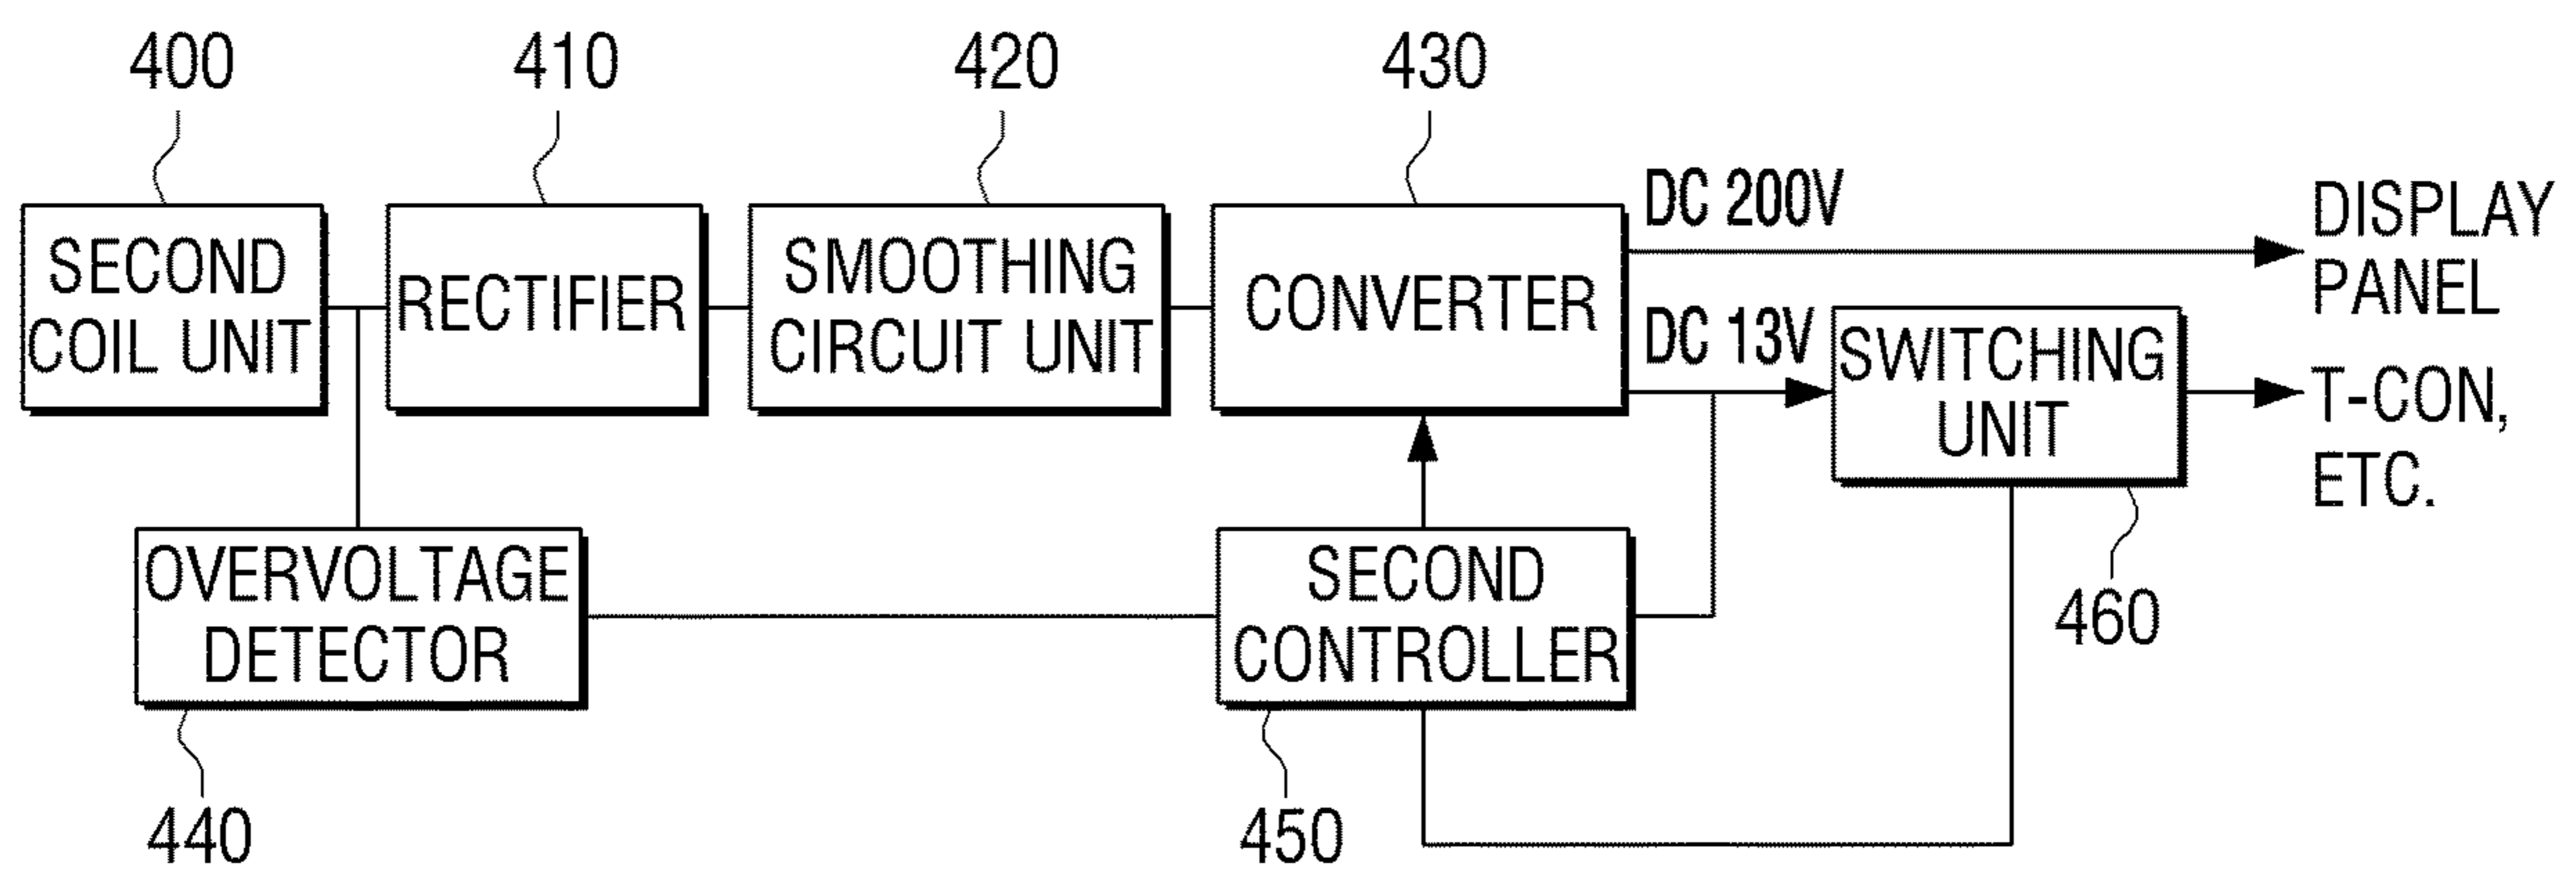 400
410
420
430
SECOND
COIL UNIT
RECTIFIER
SMOOTHING
CIRCUIT UNIT
CONVERTER
DC 200V
DISPLAY
PANEL
DC 13V
SWITCHING
UNIT
T-CON,
ETC.
OVERVOLTAGE
DETECTOR
SECOND
CONTROLLER
460
440
450